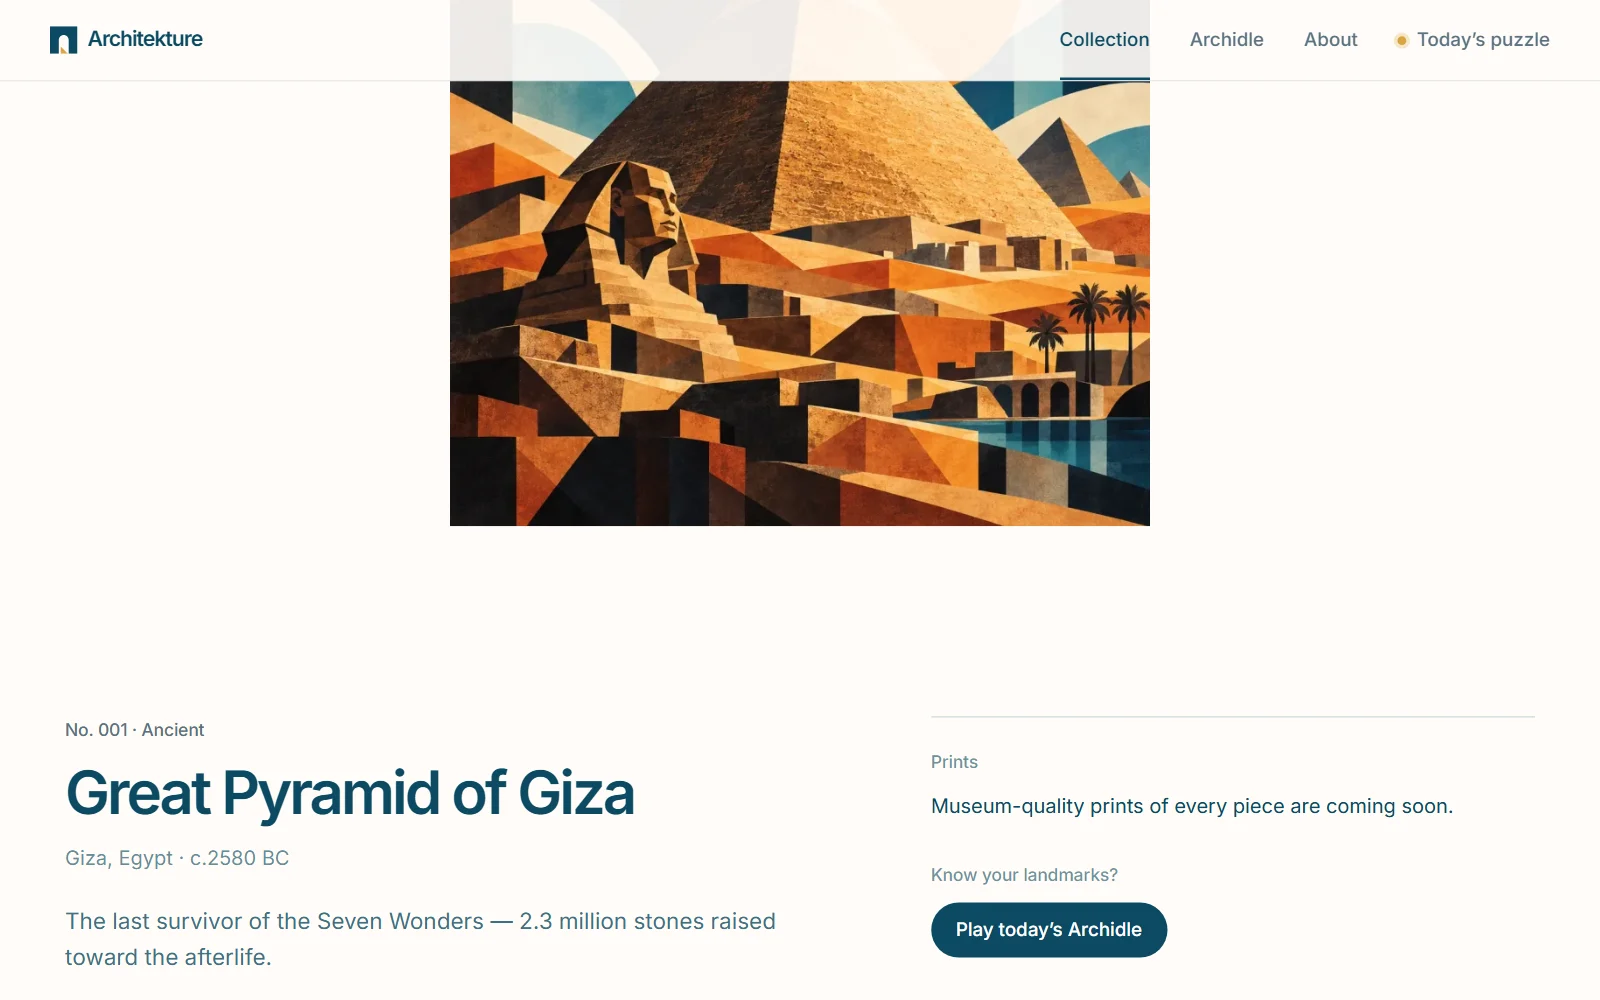 Architekture
Collection
Archidle
About
Today’s puzzle
No. 001 · Ancient
Great Pyramid of Giza
Giza, Egypt · c.2580 BC
The last survivor of the Seven Wonders — 2.3 million stones raised
toward the afterlife.
Prints
Museum-quality prints of every piece are coming soon.
Know your landmarks?
Play today’s Archidle